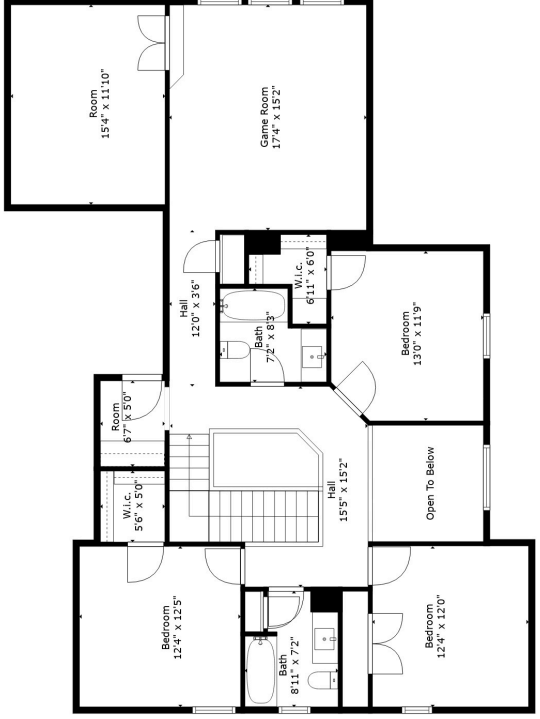 Room
15'4" x 11'10"
Game Room
17'4" x 15'2"
W.i.c.
6'11" x 6'0"
Hall
12'0" x 3'6"
Bath
7'2" x 8'3"
Bedroom
13'0" x 11'9"
Room
6'7" x 5'0"
W.i.c.
5'6" x 5'0"
Hall
15'5" x 15'2"
Open To Below
Bedroom
12'4" x 12'5"
Bath
8'11" x 7'2"
Bedroom
12'4" x 12'0"